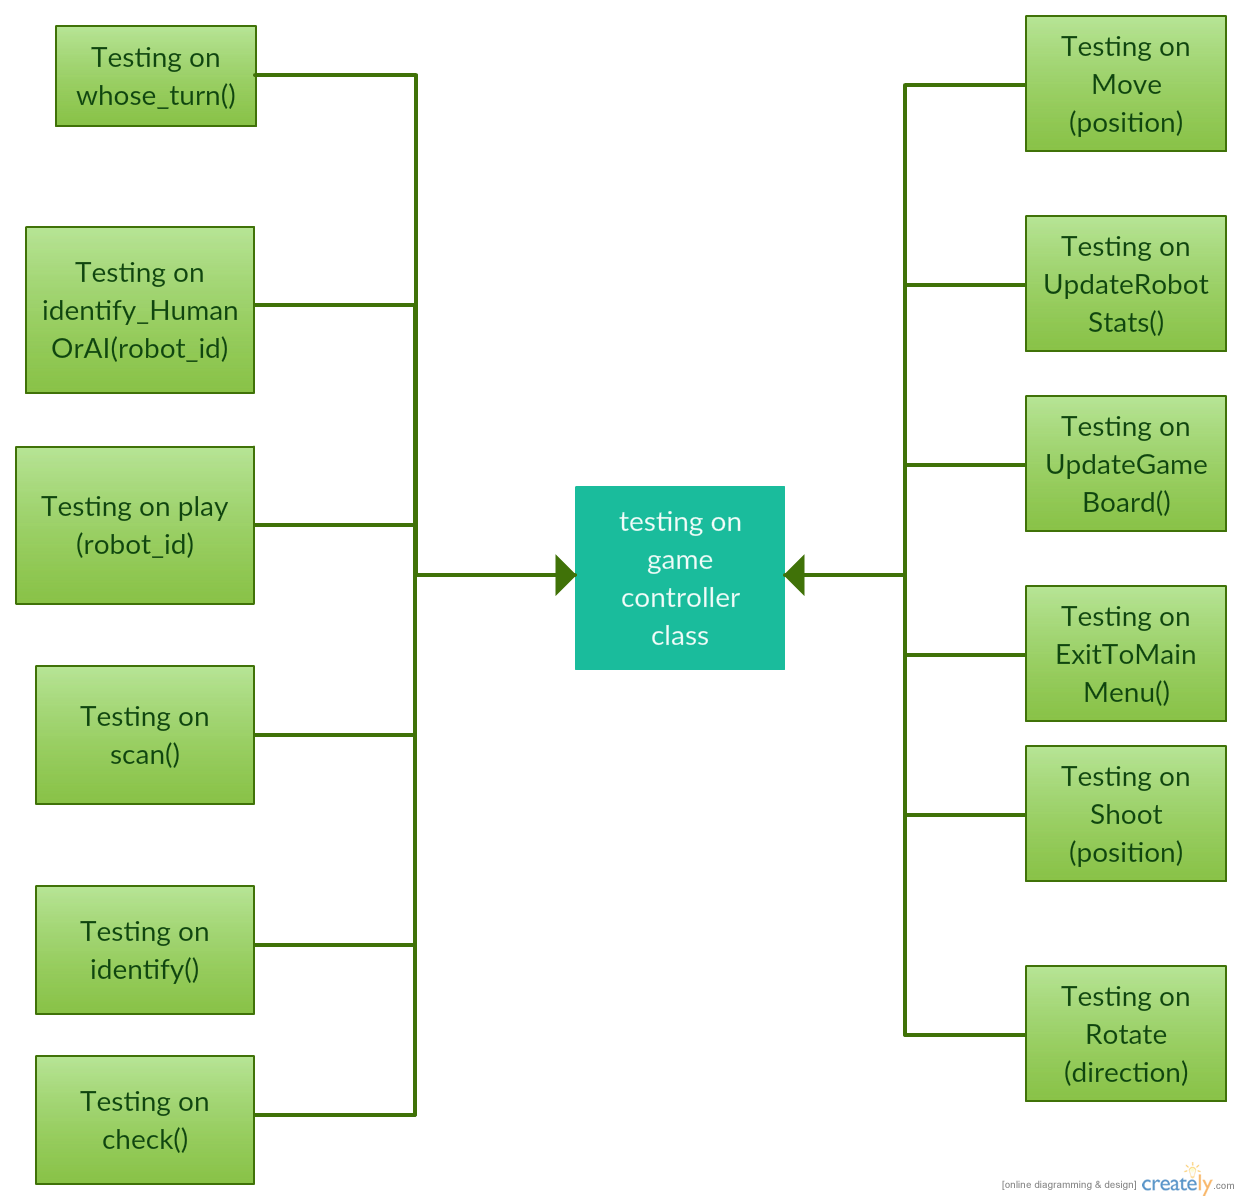 Testing on
whose_turn()
Testing on
identify_Human
OrAI(robot_id)
Testing on play
(robot_id)
Testing on
scan()
Testing on
identify()
Testing on
check()
testing on
game
controller
class
Testing on
Move
(position)
Testing on
UpdateRobot
Stats()
Testing on
UpdateGame
Board()
Testing on
ExitToMain
Menu()
Testing on
Shoot
(position)
Testing on
Rotate
(direction)
[online diagramming & design] creately.com